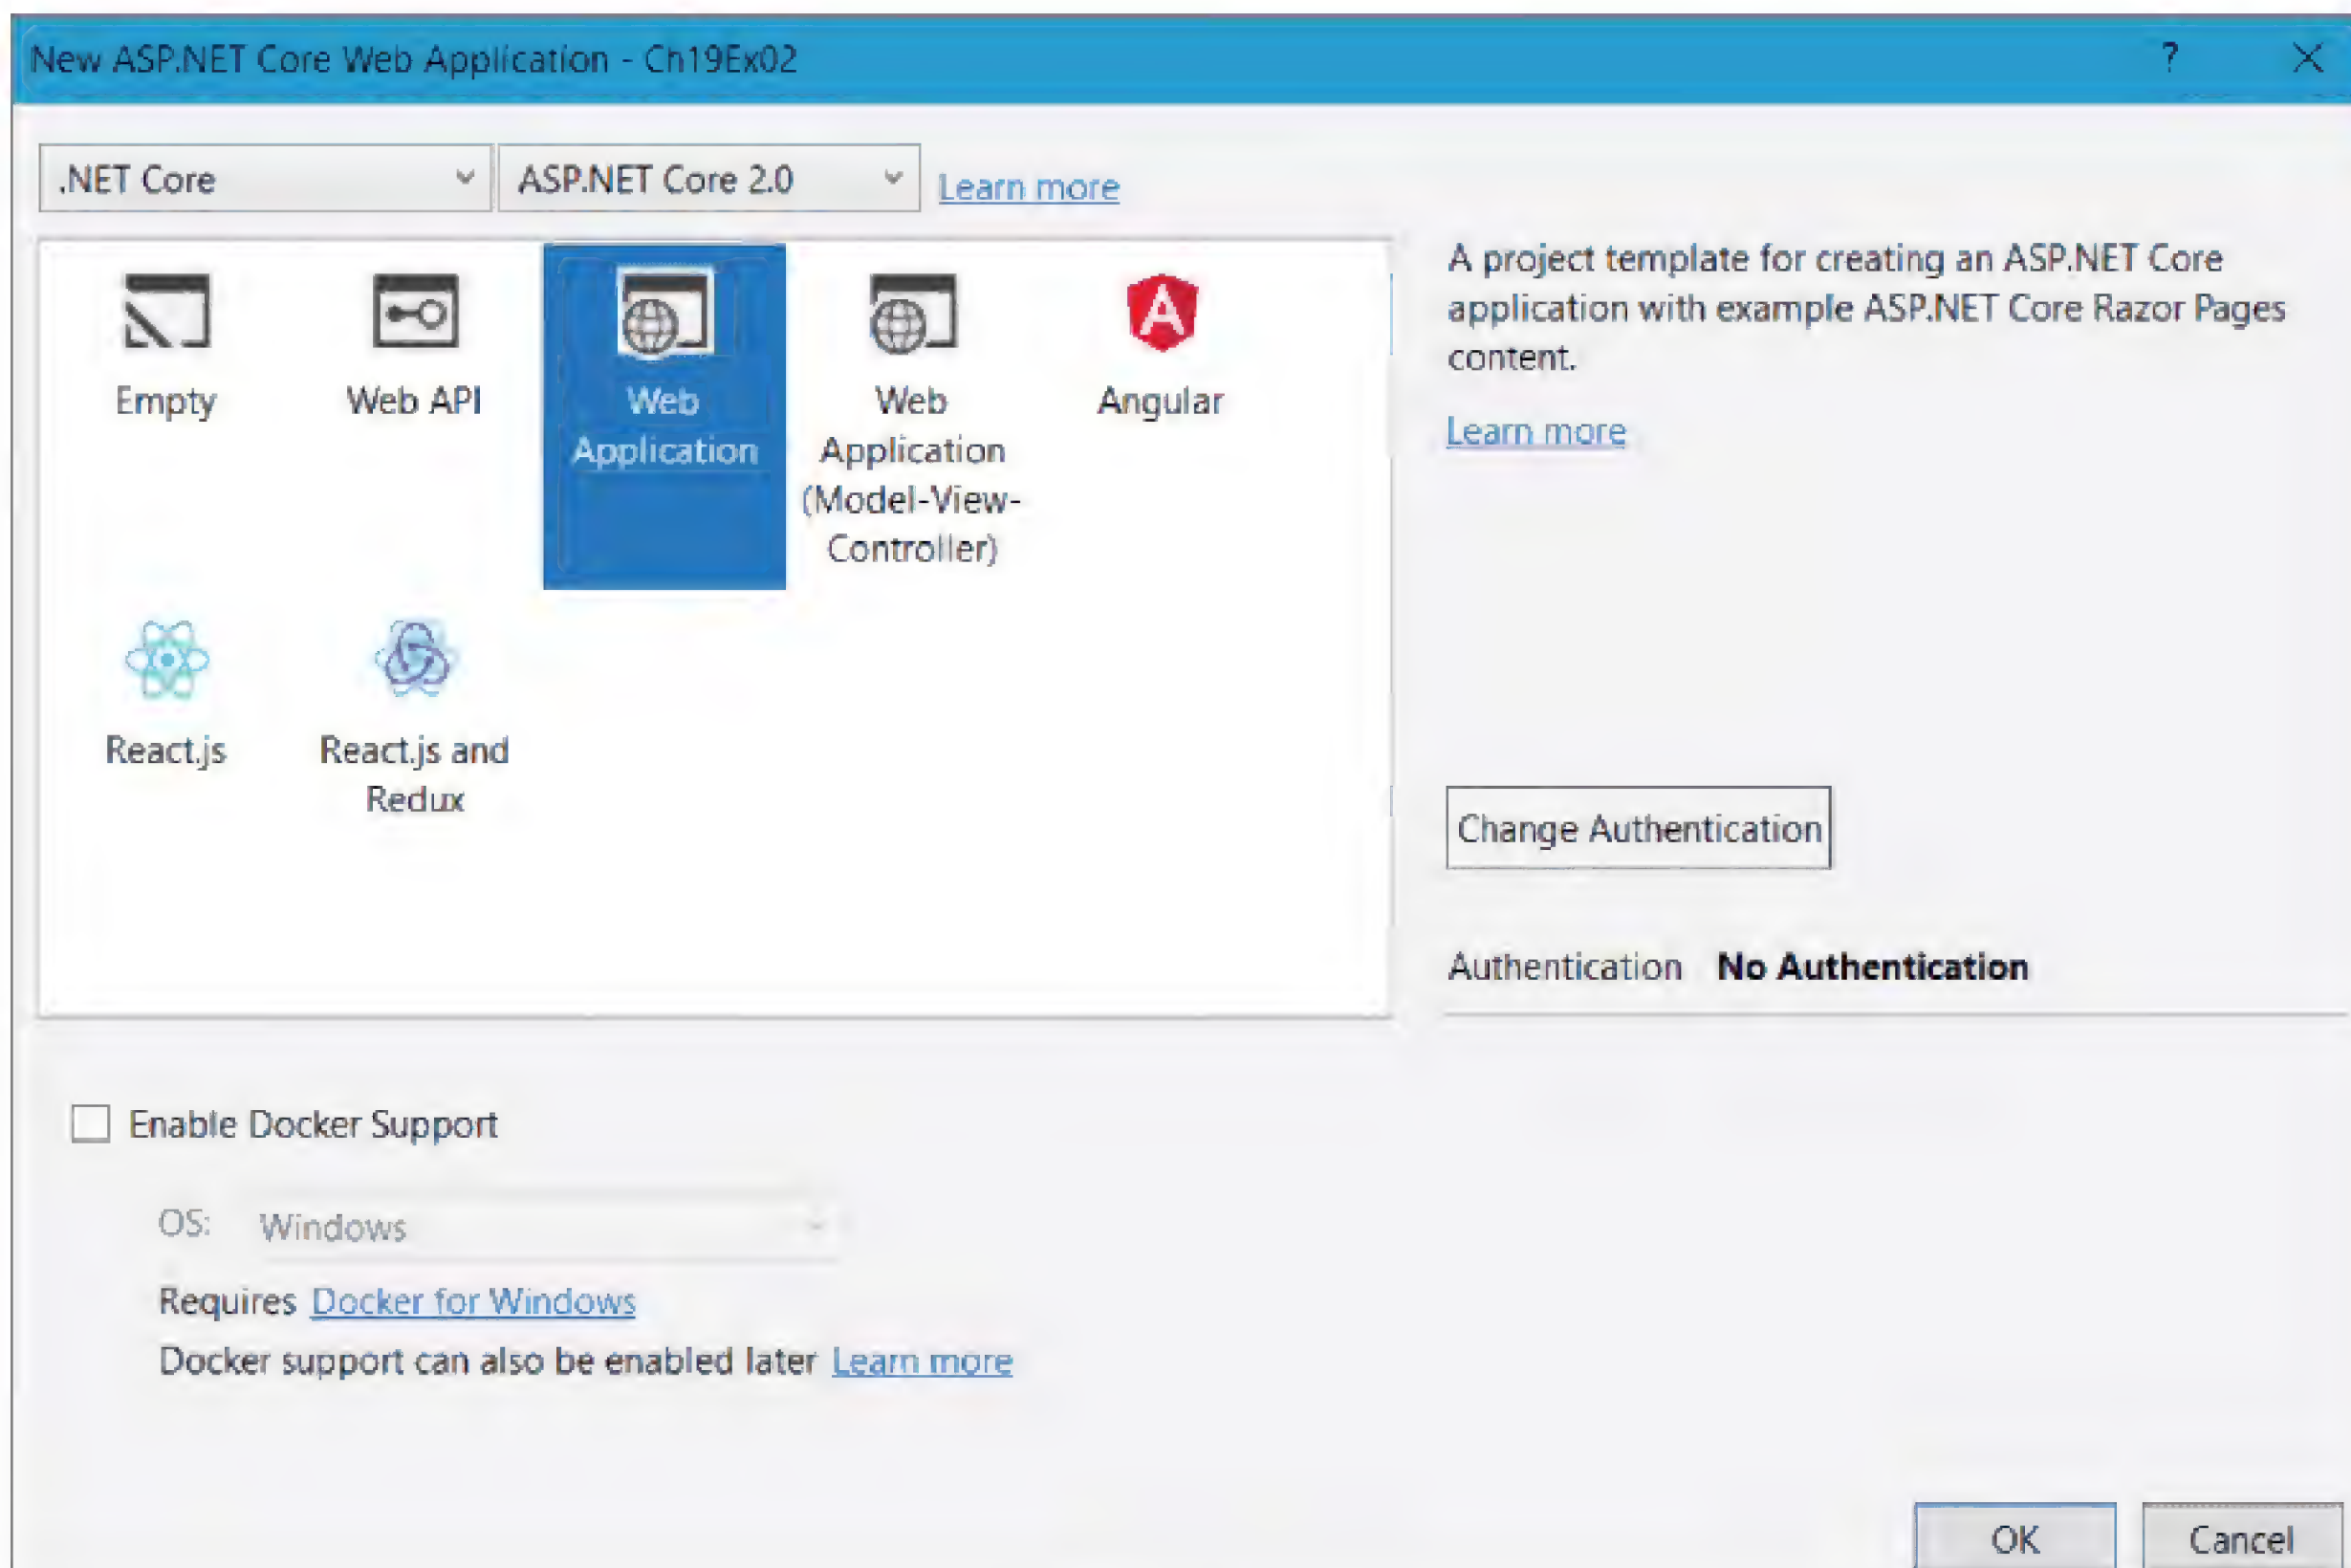 New ASP.NET Core Web Application - Ch19Ex02
?
.NET Core
ASP.NET Core 2.0
Learn more
Empty
Web API
Web
Application
Web
Application
(Model-View-
Controller)
Angular
React.js
React.js and
Redux
A project template for creating an ASP.NET Core
application with example ASP.NET Core Razor Pages
content.
Learn more
Change Authentication
Authentication No Authentication
Enable Docker Support
OS: Windows
Requires Docker for Windows
Docker support can also be enabled later Learn more
OK
Cancel